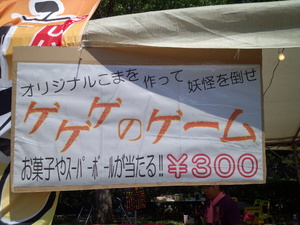 オリジナルこまを 作って 妖怪を倒せ
ゲゲゲのゲーム
お菓子やスーパーボールが当たる!! ¥300